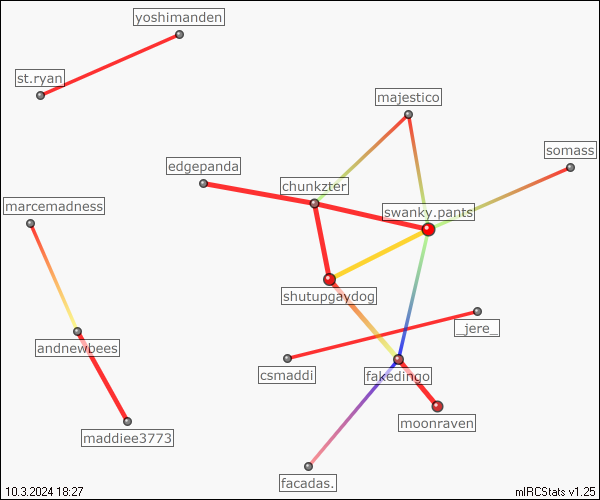 yoshimanden
st.ryan
majestico
somass
edgepanda
chunkzter
marcemadness
swanky.pants
shutupgaydog
_jere_
andnewbees
csmaddi
fakedingo
moonraven
maddiee3773
facadas.
10.3.2024 18:27
mIRCStats v1.25